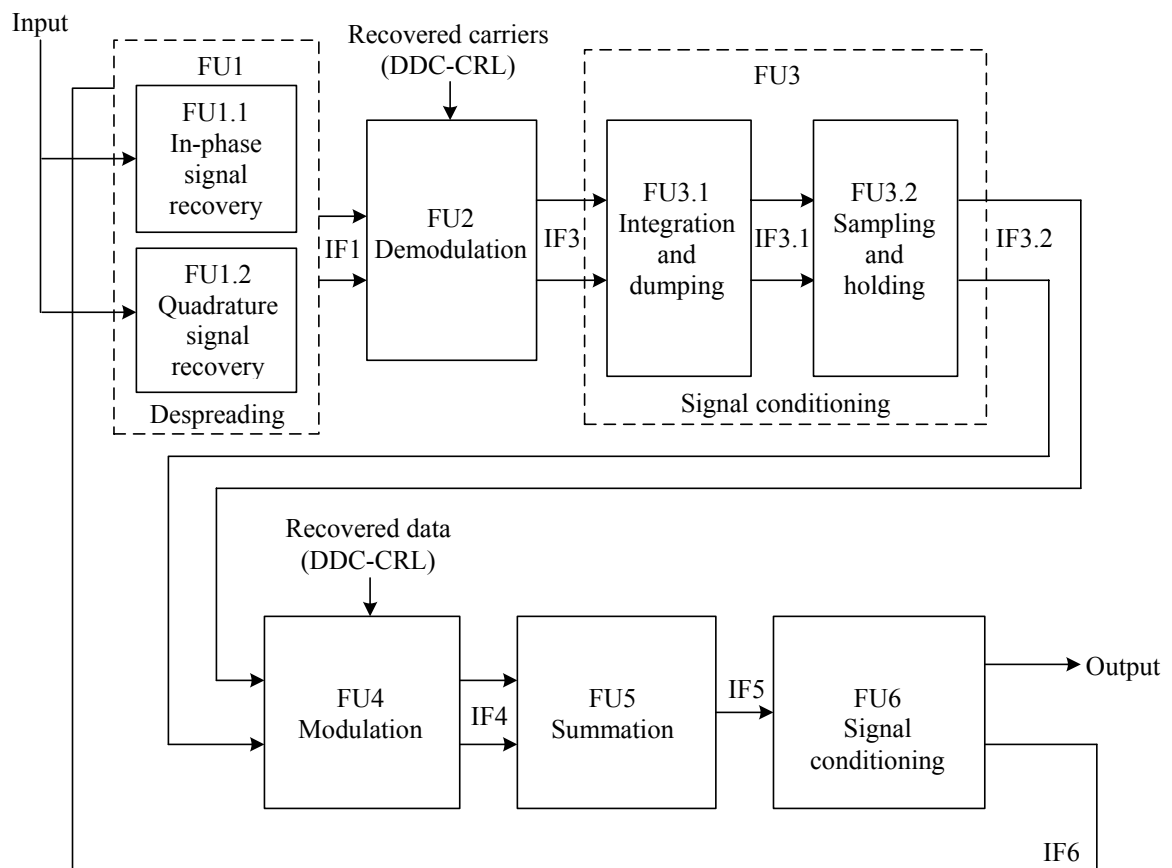 Input
FU1
FU1.1
In-phase
signal
recovery
FU1.2
Quadrature
signal
recovery
Despreading
IF1
Recovered carriers
(DDC-CRL)
FU2
Demodulation
IF3
FU3
FU3.1
Integration
and
dumping
IF3.1
FU3.2
Sampling
and
holding
Signal conditioning
IF3.2
Recovered data
(DDC-CRL)
FU4
Modulation
IF4
FU5
Summation
IF5
FU6
Signal
conditioning
Output
IF6